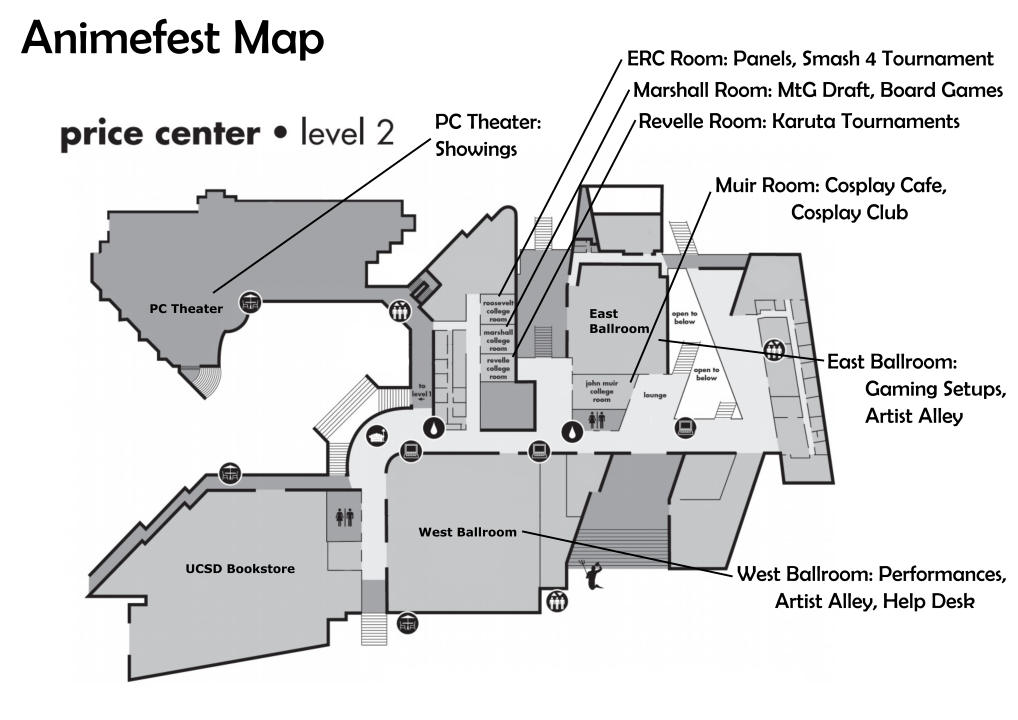 Animefest Map
ERC Room: Panels, Smash 4 Tournament
Marshall Room: MtG Draft, Board Games
Revelle Room: Karuta Tournaments
price center • level 2
PC Theater:
Showings
Muir Room: Cosplay Cafe,
Cosplay Club
PC Theater
roosevelt
college
room
marshall
college
room
revelle
college
room
East
Ballroom
open to
below
open to
below
East Ballroom:
Gaming Setups,
Artist Alley
john muir
college
room
lounge
to
level 1
West Ballroom
UCSD Bookstore
West Ballroom: Performances,
Artist Alley, Help Desk